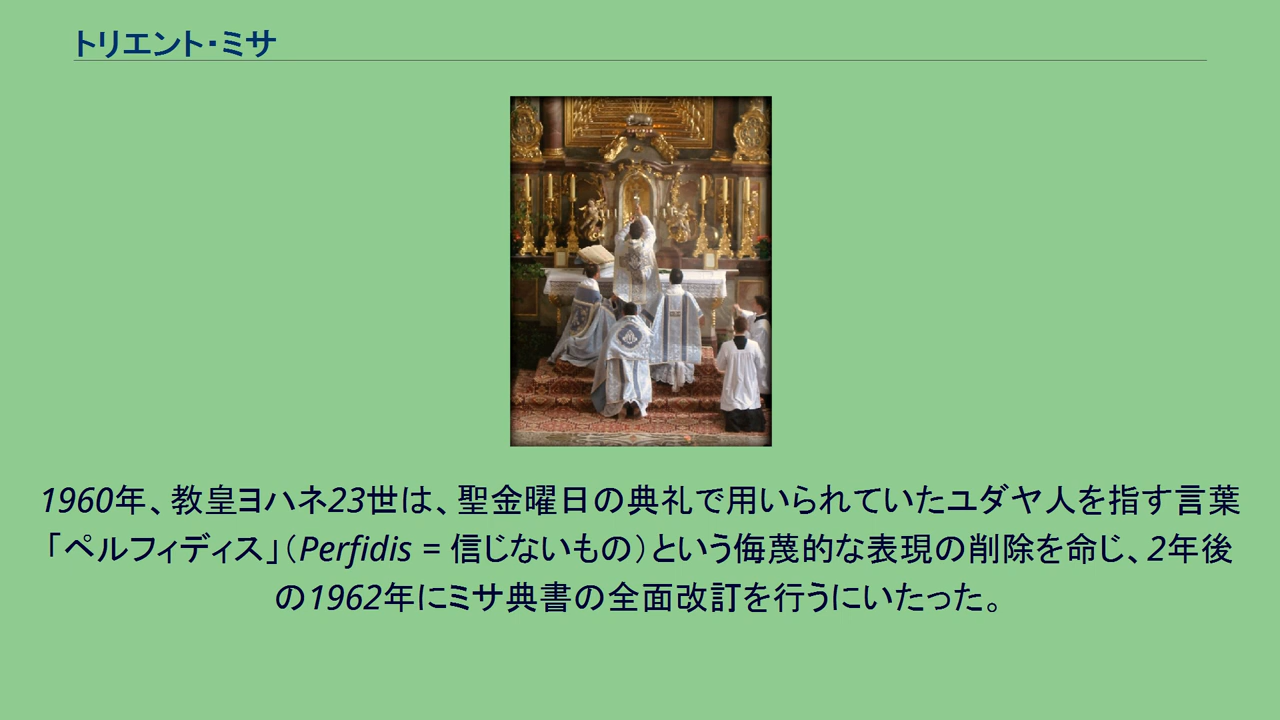 トリエント・ミサ
1960年、教皇ヨハネ23世は、聖金曜日の典礼で用いられていたユダヤ人を指す言葉
「ペルフィディス」（Perfidis = 信じないもの）という侮蔑的な表現の削除を命じ、2年後
の1962年にミサ典書の全面改訂を行うにいたった。